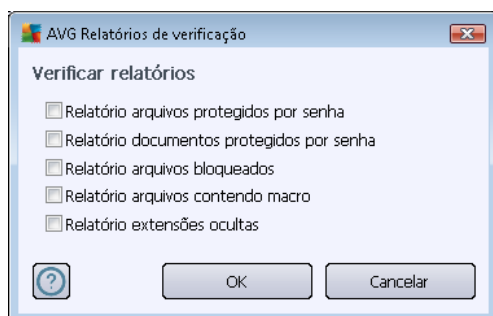 AVG Relatórios de verificação
Verificar relatórios
Relatório arquivos protegidos por senha
Relatório documentos protegidos por senha
Relatório arquivos bloqueados
Relatório arquivos contendo macro
Relatório extensões ocultas
? OK Cancelar